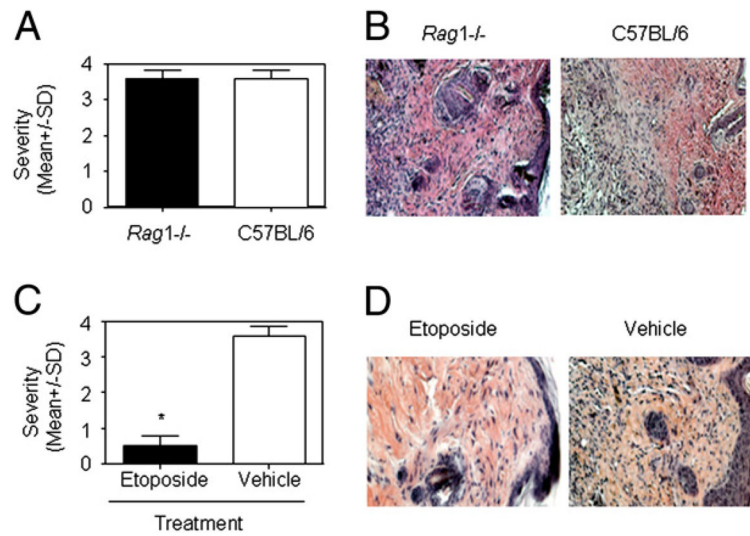 A
Severity
(Mean+/-SD)
4
3
2
1
0
Rag1-/-
C57BL/6
B
Rag1-/-
C57BL/6
C
Severity
(Mean+/-SD)
4
3
2
1
0
*
Etoposide
Vehicle
Treatment
D
Etoposide
Vehicle